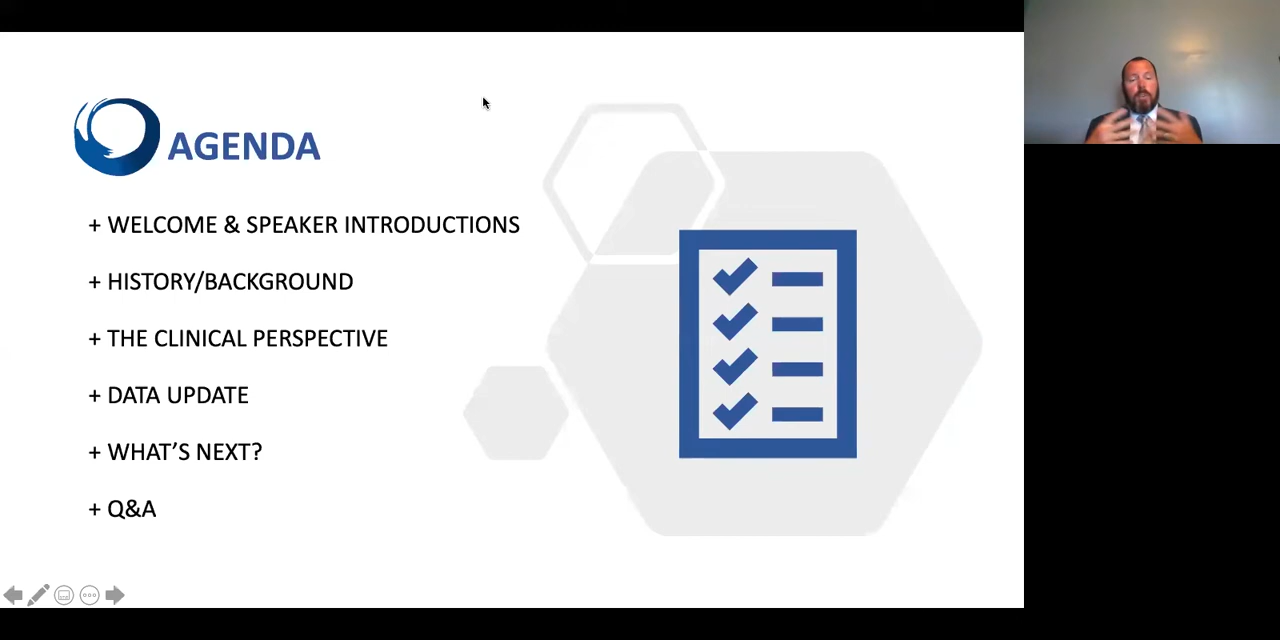 AGENDA
+ WELCOME & SPEAKER INTRODUCTIONS
+ HISTORY/BACKGROUND
+ THE CLINICAL PERSPECTIVE
+ DATA UPDATE
+ WHAT’S NEXT?
+ Q&A